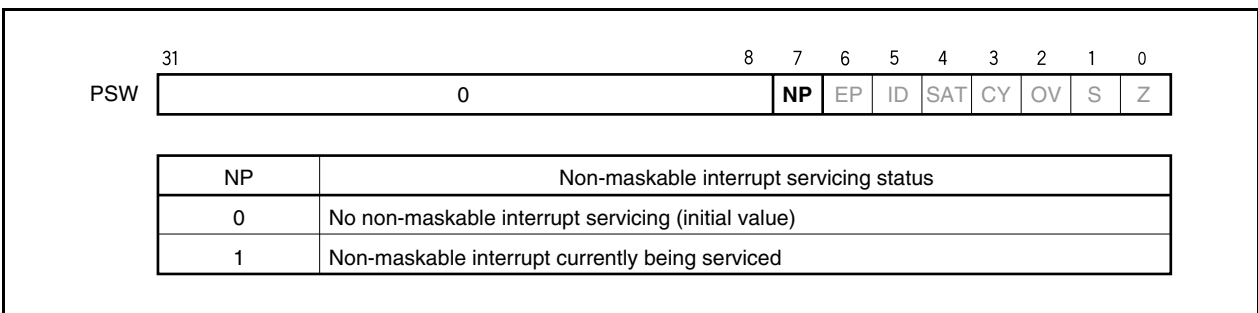 31 8 7 6 5 4 3 2 1 0
PSW 0 NP EP ID SAT CY OV S Z
NP Non-maskable interrupt servicing status
0 No non-maskable interrupt servicing (initial value)
1 Non-maskable interrupt currently being serviced